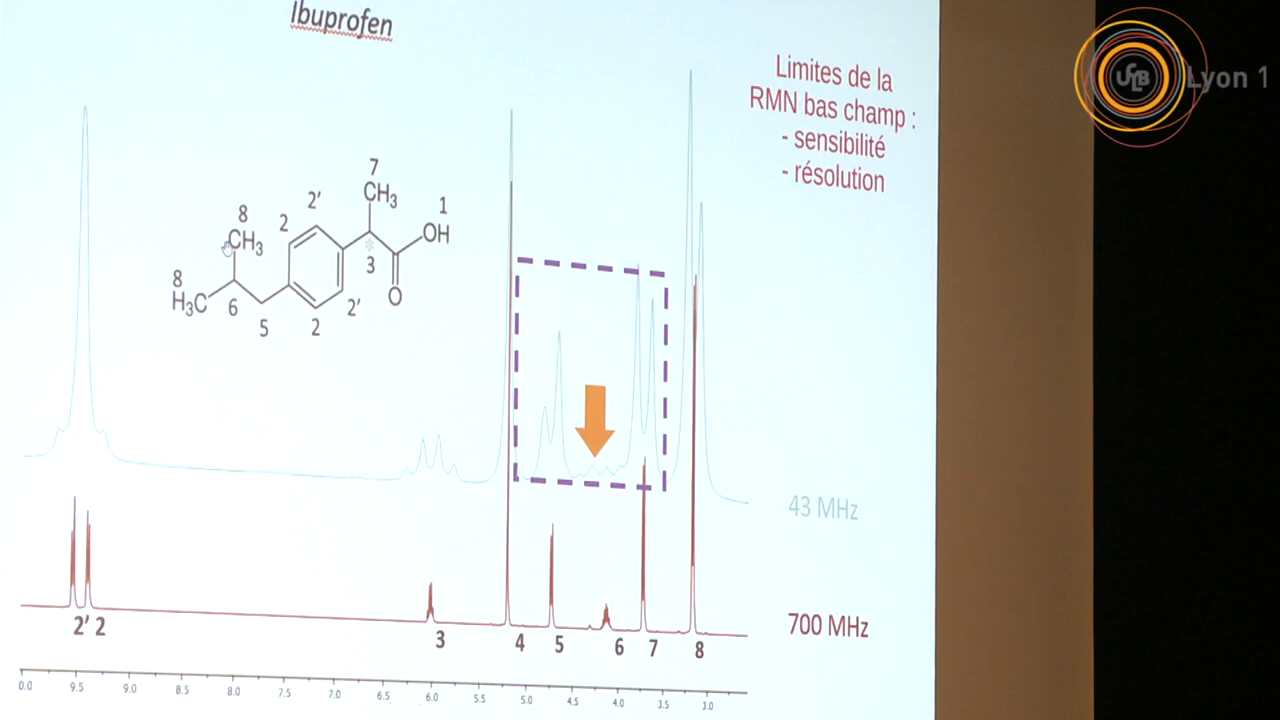 Ibuprofen
Limites de la
RMN bas champ :
- sensibilité
- résolution
UCBL Lyon 1
7
CH₃
2'
1
8
2
OH
CH₃
3
8
O
H₃C
6
2'
5
2
43 MHz
700 MHz
2' 2
3
4
5
6
7
8
0.0
9.5
9.0
8.5
8.0
7.5
7.0
6.5
6.0
5.5
5.0
4.5
4.0
3.5
3.0